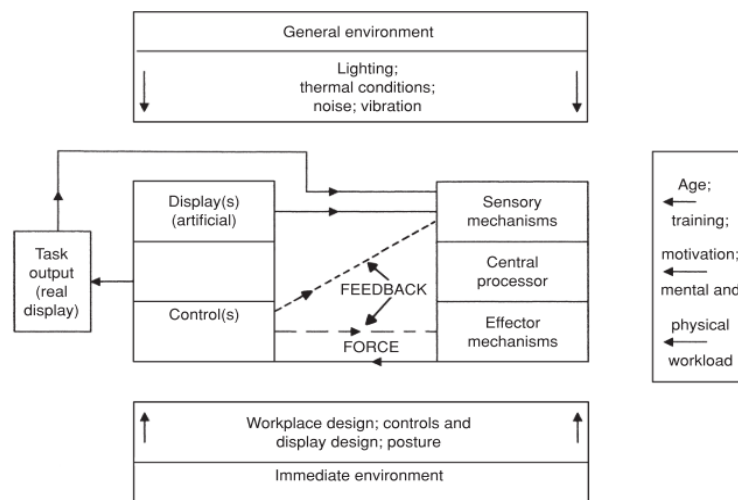 General environment
Lighting;
thermal conditions;
noise; vibration
Display(s)
(artificial)
Sensory
mechanisms
Age;
training;
Task
output
(real
display)
Central
processor
motivation;
mental and
FEEDBACK
Control(s)
Effector
mechanisms
physical
workload
FORCE
Workplace design; controls and
display design; posture
Immediate environment